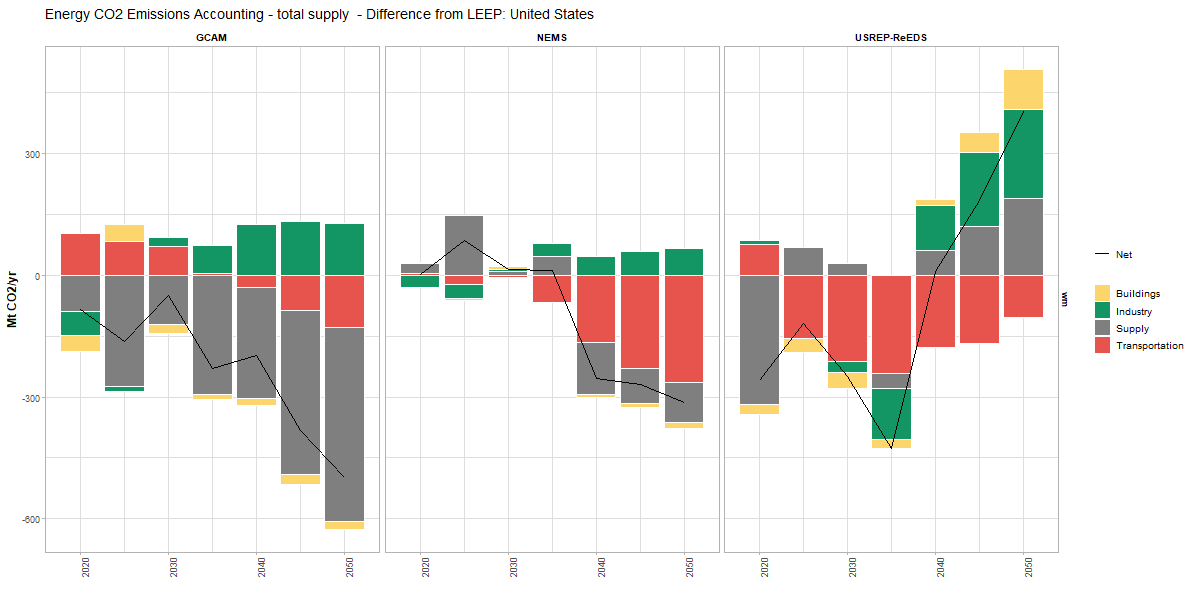 Energy CO2 Emissions Accounting - total supply  - Difference from LEEP: United States
GCAM
NEMS
USREP-ReEDS
Mt CO2/yr
300
0
-300
-600
2020
2030
2040
2050
2020
2030
2040
2050
2020
2030
2040
2050
wm
Net
Buildings
Industry
Supply
Transportation